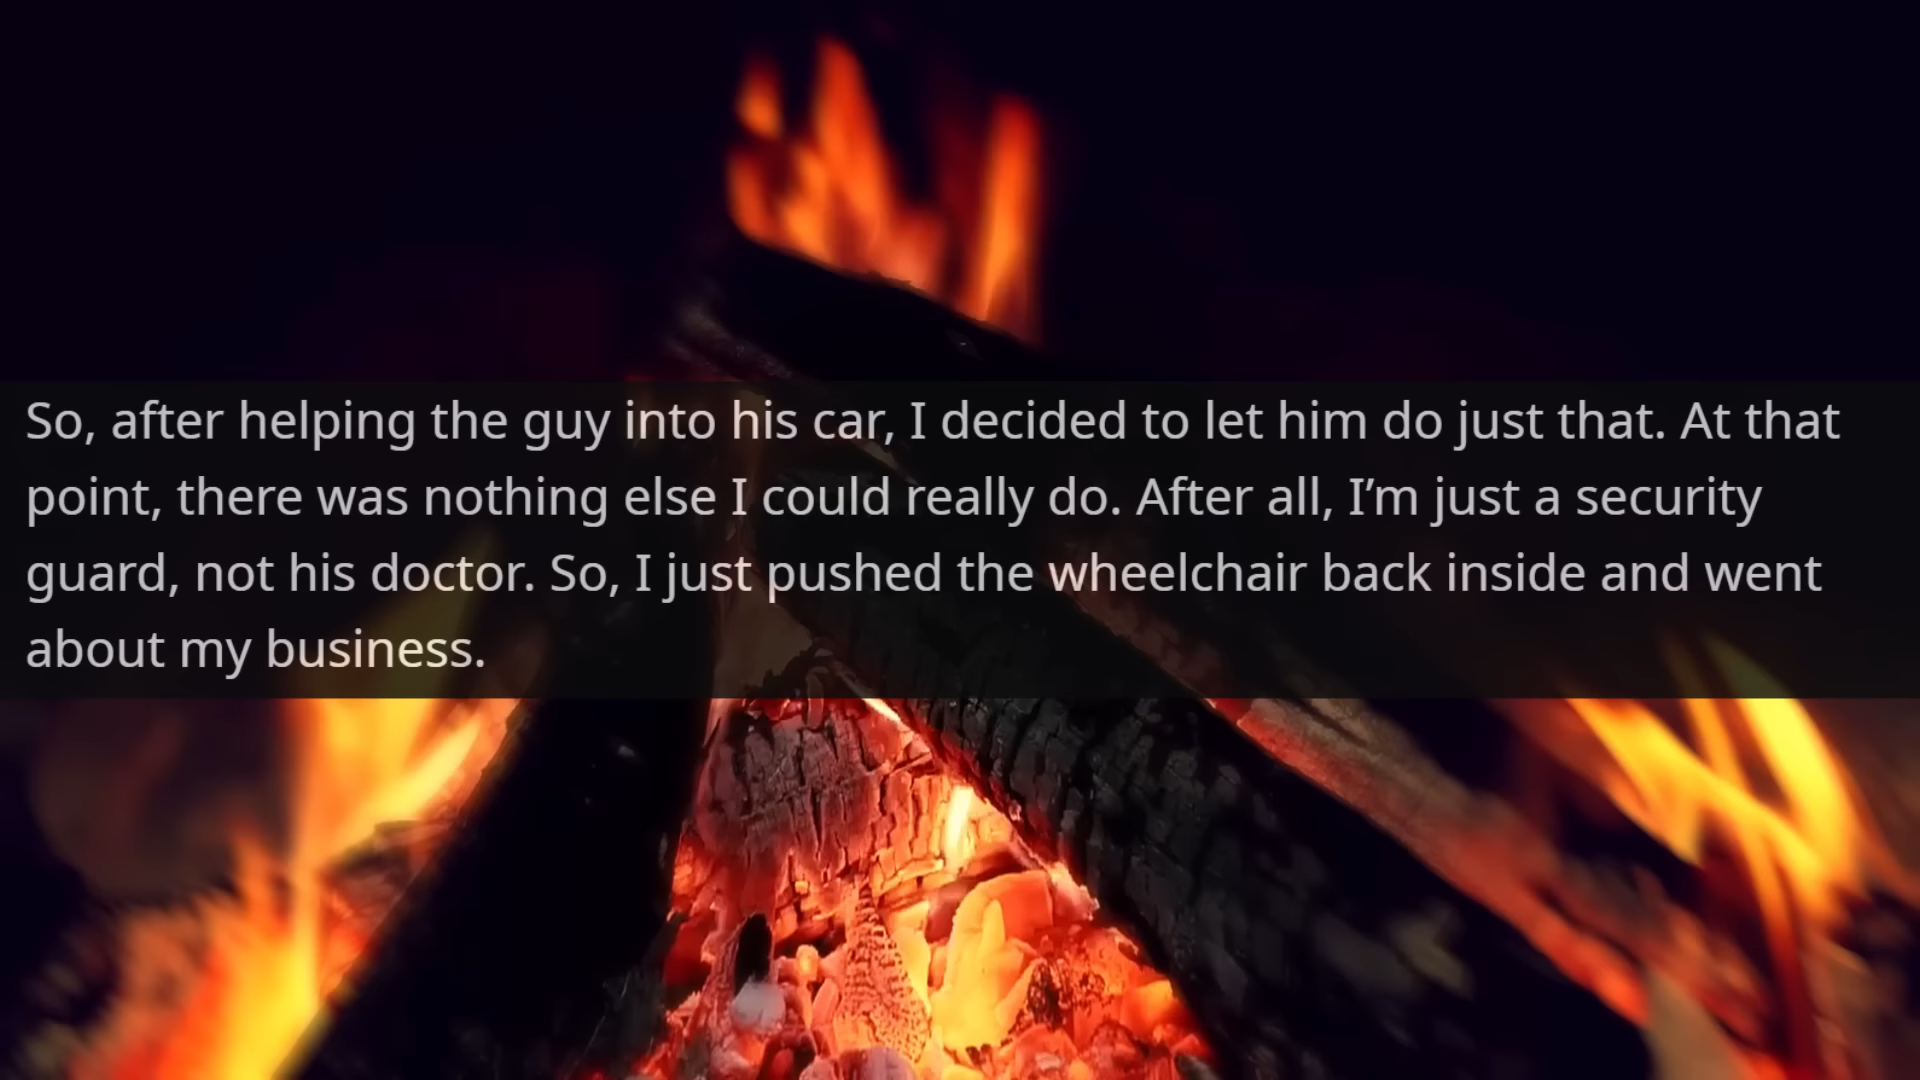 So, after helping the guy into his car, I decided to let him do just that. At that
point, there was nothing else I could really do. After all, I’m just a security
guard, not his doctor. So, I just pushed the wheelchair back inside and went
about my business.